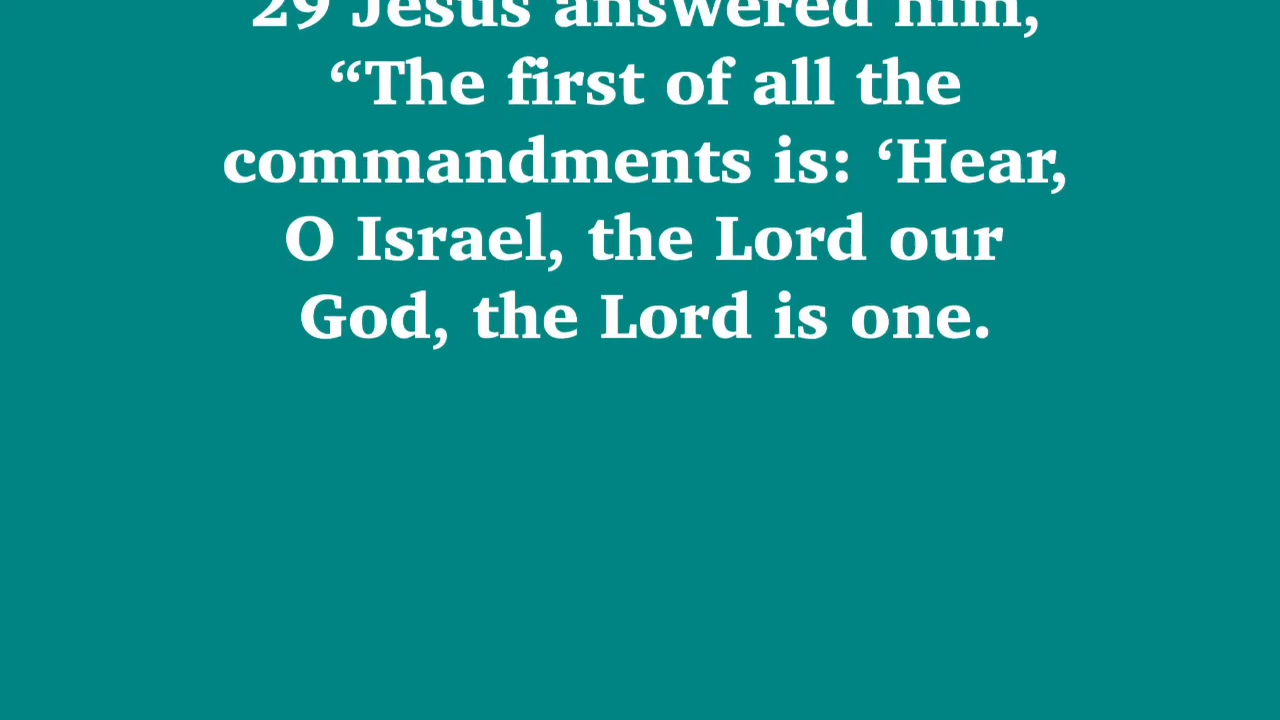 29 Jesus answered him,
“The first of all the
commandments is: ‘Hear,
O Israel, the Lord our
God, the Lord is one.